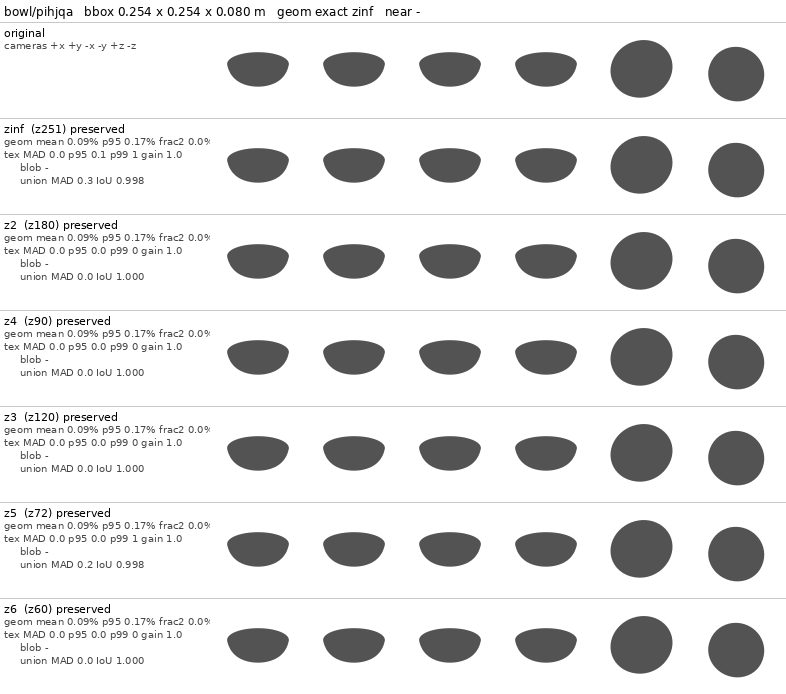 bowl/pihjqa bbox 0.254 x 0.254 x 0.080 m geom exact zinf near -
original
cameras +x +y -x -y +z -z
zinf (z251) preserved
geom mean 0.09% p95 0.17% frac2 0.0%
tex MAD 0.0 p95 0.1 p99 1 gain 1.0
blob -
union MAD 0.3 IoU 0.998
z2 (z180) preserved
geom mean 0.09% p95 0.17% frac2 0.0%
tex MAD 0.0 p95 0.0 p99 0 gain 1.0
blob -
union MAD 0.0 IoU 1.000
z4 (z90) preserved
geom mean 0.09% p95 0.17% frac2 0.0%
tex MAD 0.0 p95 0.0 p99 0 gain 1.0
blob -
union MAD 0.0 IoU 1.000
z3 (z120) preserved
geom mean 0.09% p95 0.17% frac2 0.0%
tex MAD 0.0 p95 0.0 p99 0 gain 1.0
blob -
union MAD 0.0 IoU 1.000
z5 (z72) preserved
geom mean 0.09% p95 0.17% frac2 0.0%
tex MAD 0.0 p95 0.0 p99 1 gain 1.0
blob -
union MAD 0.2 IoU 0.998
z6 (z60) preserved
geom mean 0.09% p95 0.17% frac2 0.0%
tex MAD 0.0 p95 0.0 p99 0 gain 1.0
blob -
union MAD 0.0 IoU 1.000